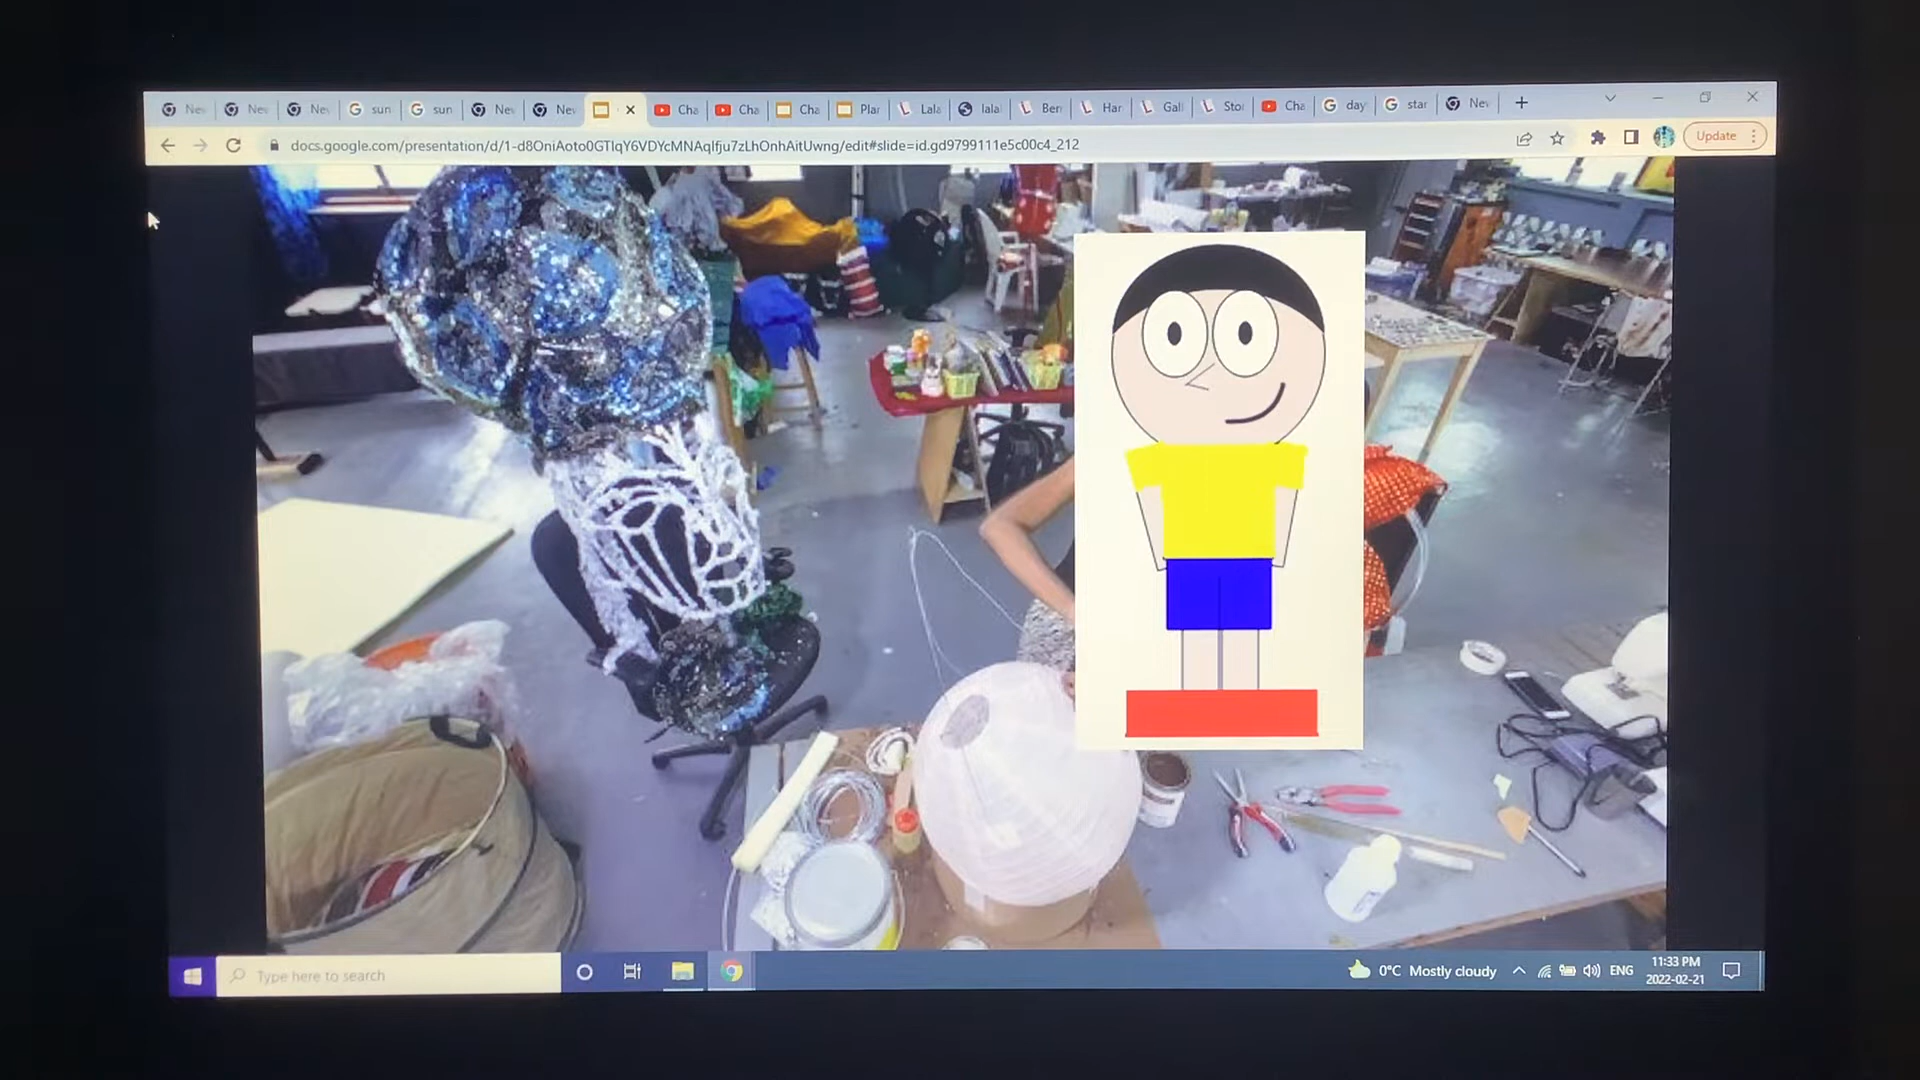 Nev Nev Nev sun sun Nev Nev Cha Cha Cha Plar Lala lalal Ben Har Gall Stor Cha day star Nev
docs.google.com/presentation/d/1-d8OniAoto0GTlqY6VDYcMNAqIfju7zLhOnhAitUwng/edit#slide=id.gd9799111e5c00c4_212
Update
Type here to search
0°C Mostly cloudy
ENG
11:33 PM
2022-02-21